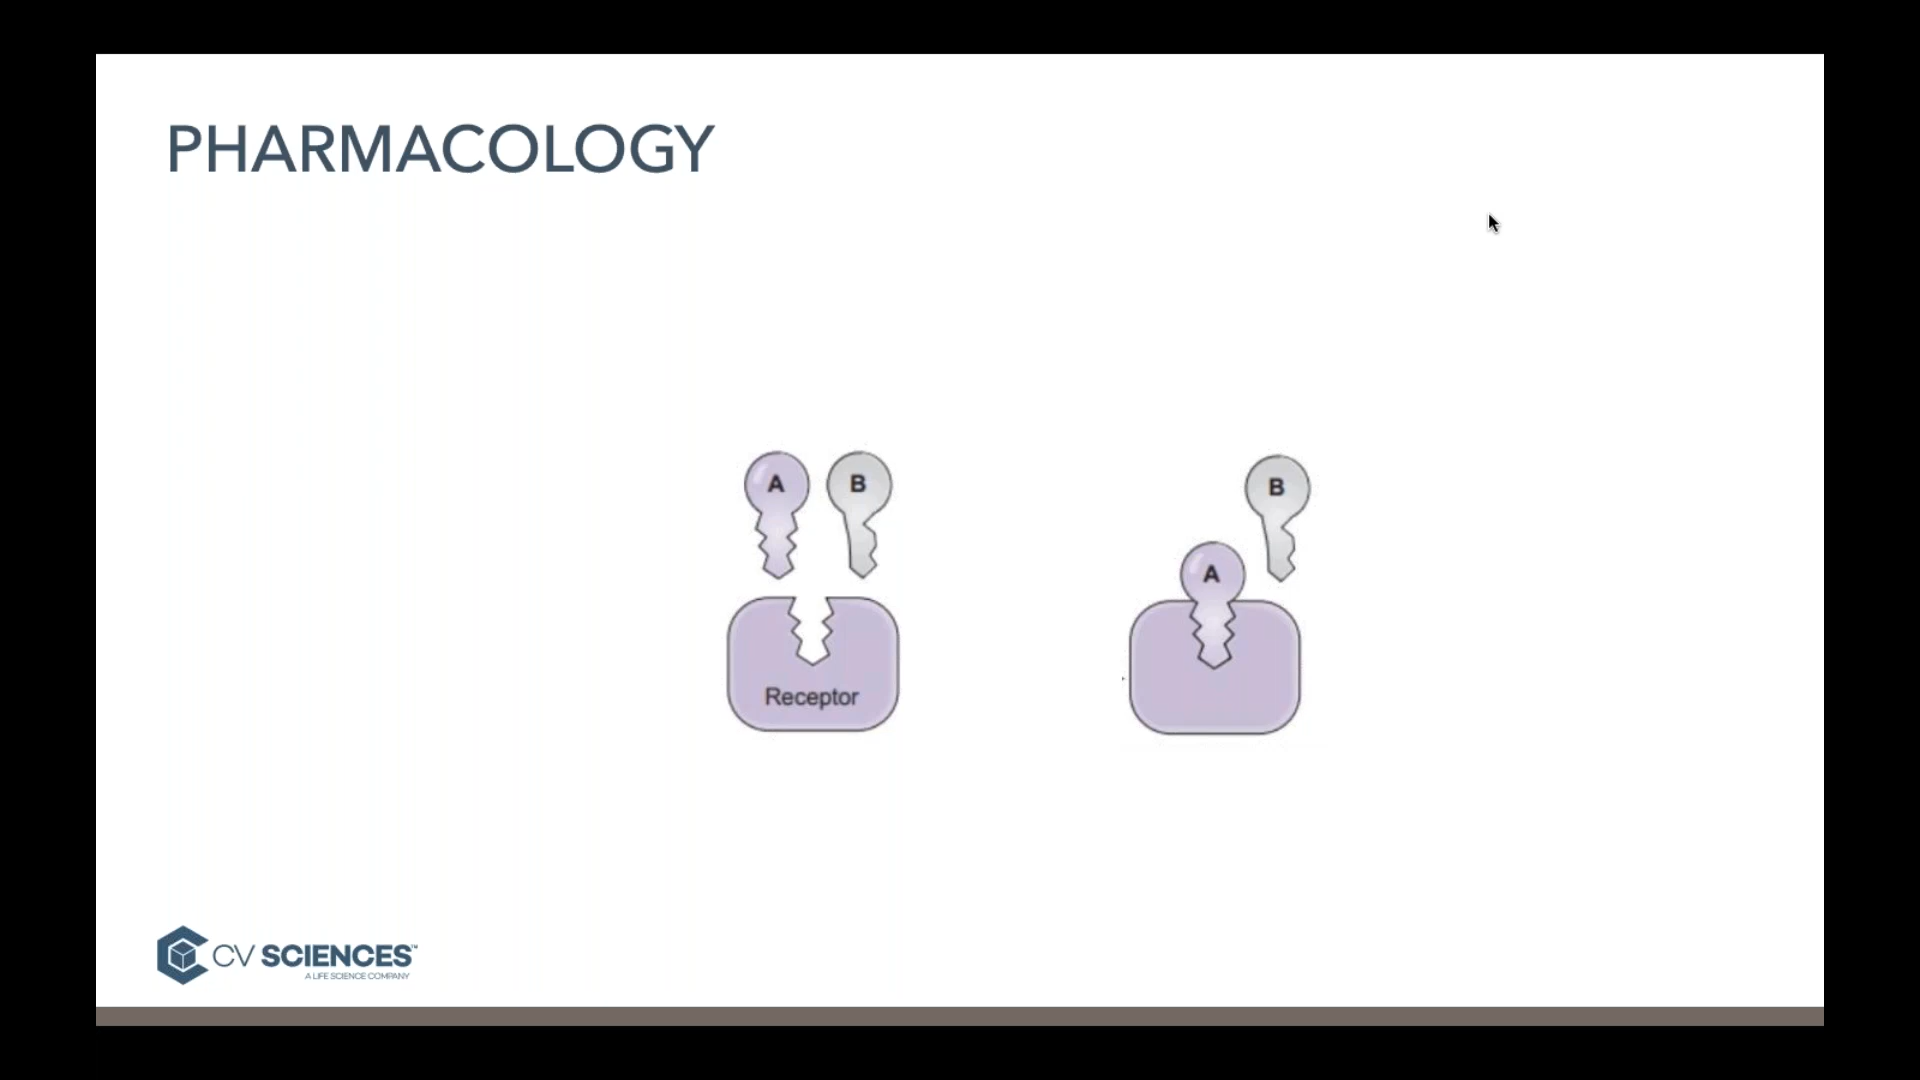 PHARMACOLOGY
A B
B
A
Receptor
CV SCIENCES™
A LIFE SCIENCE COMPANY